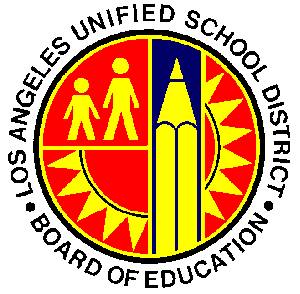 LOS ANGELES UNIFIED SCHOOL DISTRICT
BOARD OF EDUCATION